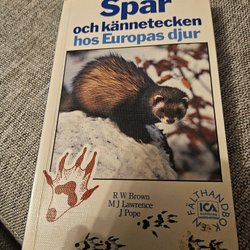 Spår
och kännetecken
hos Europas djur
R W Brown
M J Lawrence
J Pope
FÄLTHANDBOK
ICA